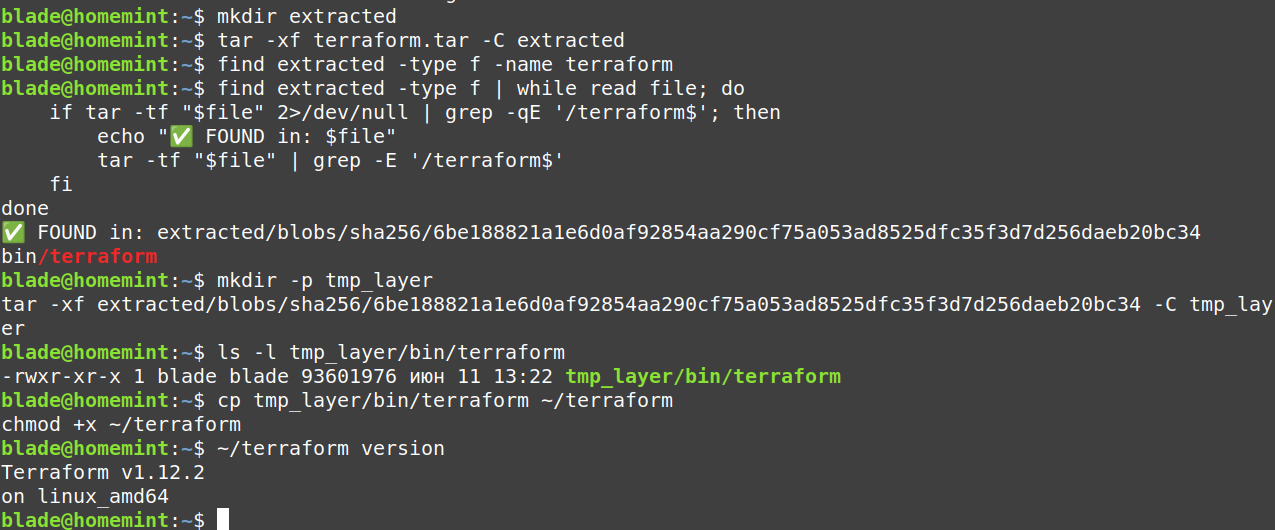 blade@homemint:~$ mkdir extracted
blade@homemint:~$ tar -xf terraform.tar -C extracted
blade@homemint:~$ find extracted -type f -name terraform
blade@homemint:~$ find extracted -type f | while read file; do
    if tar -tf "$file" 2>/dev/null | grep -qE '/terraform$'; then
        echo "✅ FOUND in: $file"
        tar -tf "$file" | grep -E '/terraform$'
    fi
done
✅ FOUND in: extracted/blobs/sha256/6be188821a1e6d0af92854aa290cf75a053ad8525dfc35f3d7d256daeb20bc34
bin/terraform
blade@homemint:~$ mkdir -p tmp_layer
tar -xf extracted/blobs/sha256/6be188821a1e6d0af92854aa290cf75a053ad8525dfc35f3d7d256daeb20bc34 -C tmp_lay
er
blade@homemint:~$ ls -l tmp_layer/bin/terraform
-rwxr-xr-x 1 blade blade 93601976 июн 11 13:22 tmp_layer/bin/terraform
blade@homemint:~$ cp tmp_layer/bin/terraform ~/terraform
chmod +x ~/terraform
blade@homemint:~$ ~/terraform version
Terraform v1.12.2
on linux_amd64
blade@homemint:~$